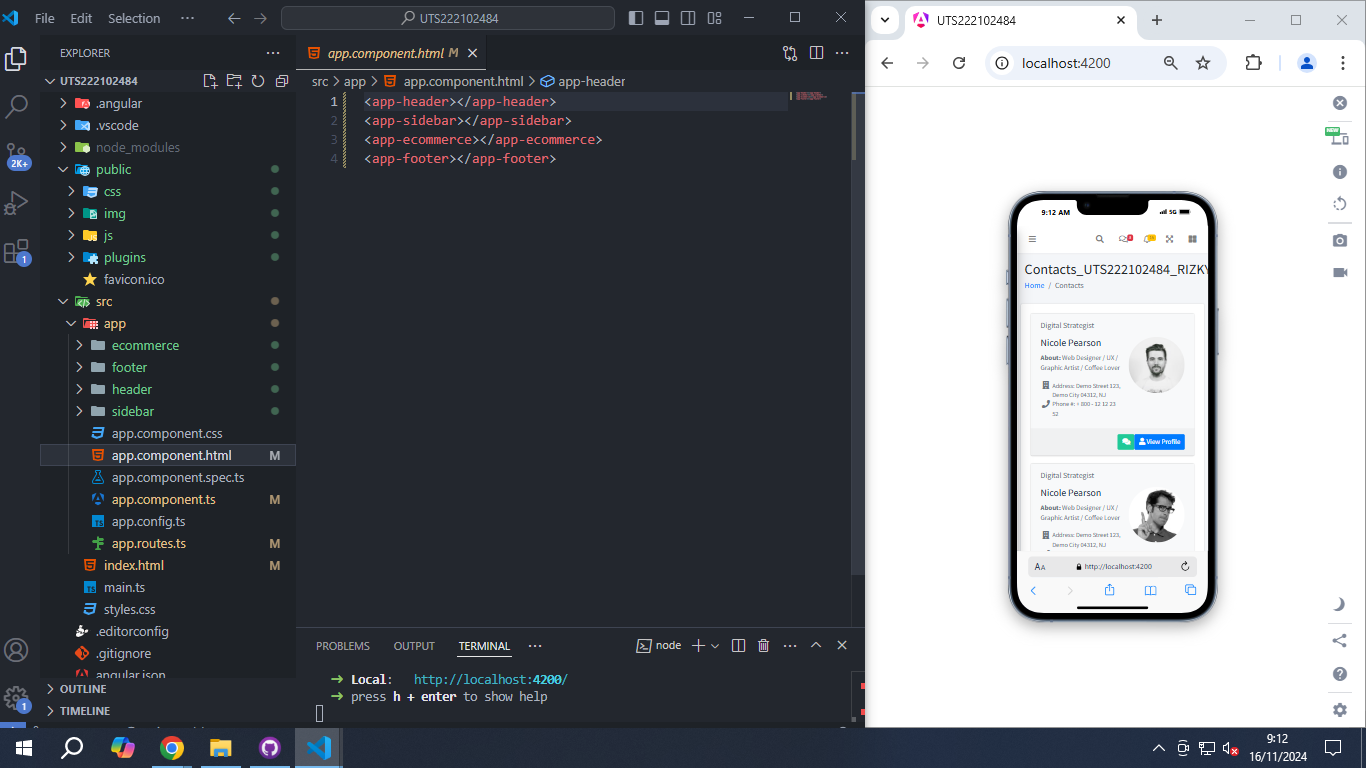 File Edit Selection ··· UTS222102484
EXPLORER ···
UTS222102484
.angular
.vscode
node_modules
public
css
img
js
plugins
favicon.ico
src
app
ecommerce
footer
header
sidebar
app.component.css
app.component.html M
app.component.spec.ts
app.component.ts M
app.config.ts
app.routes.ts M
index.html M
main.ts
styles.css
.editorconfig
.gitignore
angular.json
OUTLINE
TIMELINE
2K+
1
1
app.component.html M
src > app > app.component.html > app-header
1 <app-header></app-header>
2 <app-sidebar></app-sidebar>
3 <app-ecommerce></app-ecommerce>
4 <app-footer></app-footer>
PROBLEMS OUTPUT TERMINAL ··· node
➜ Local: http://localhost:4200/
➜ press h + enter to show help
UTS222102484
localhost:4200
NEW
9:12 AM 5G
Contacts_UTS222102484_RIZKY
Home / Contacts
Digital Strategist
Nicole Pearson
About: Web Designer / UX /
Graphic Artist / Coffee Lover
Address: Demo Street 123,
Demo City 04312, NJ
Phone #: + 800 - 12 12 23
52
View Profile
Digital Strategist
Nicole Pearson
About: Web Designer / UX /
Graphic Artist / Coffee Lover
Address: Demo Street 123,
Demo City 04312, NJ
AA http://localhost:4200
9:12
16/11/2024